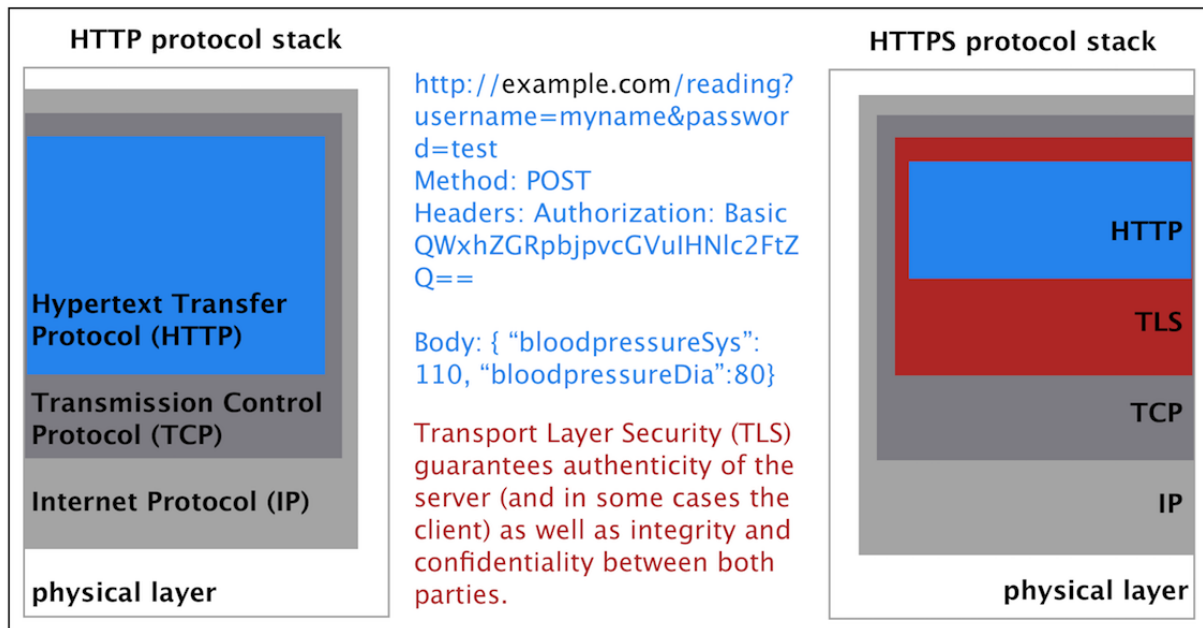 HTTP protocol stack
Hypertext Transfer
Protocol (HTTP)
Transmission Control
Protocol (TCP)
Internet Protocol (IP)
physical layer
http://example.com/reading?
username=myname&passwor
d=test
Method: POST
Headers: Authorization: Basic
QWxhZGRpbjpvcGVuIHNlc2FtZ
Q==
Body: { “bloodpressureSys”:
110, “bloodpressureDia”:80}
Transport Layer Security (TLS)
guarantees authenticity of the
server (and in some cases the
client) as well as integrity and
confidentiality between both
parties.
HTTPS protocol stack
HTTP
TLS
TCP
IP
physical layer